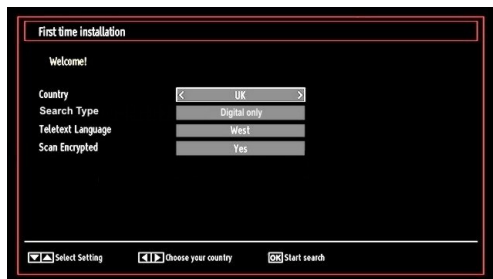 First time installation
Welcome!
Country < UK >
Search Type Digital only
Teletext Language West
Scan Encrypted Yes
Select Setting Choose your country OK Start search